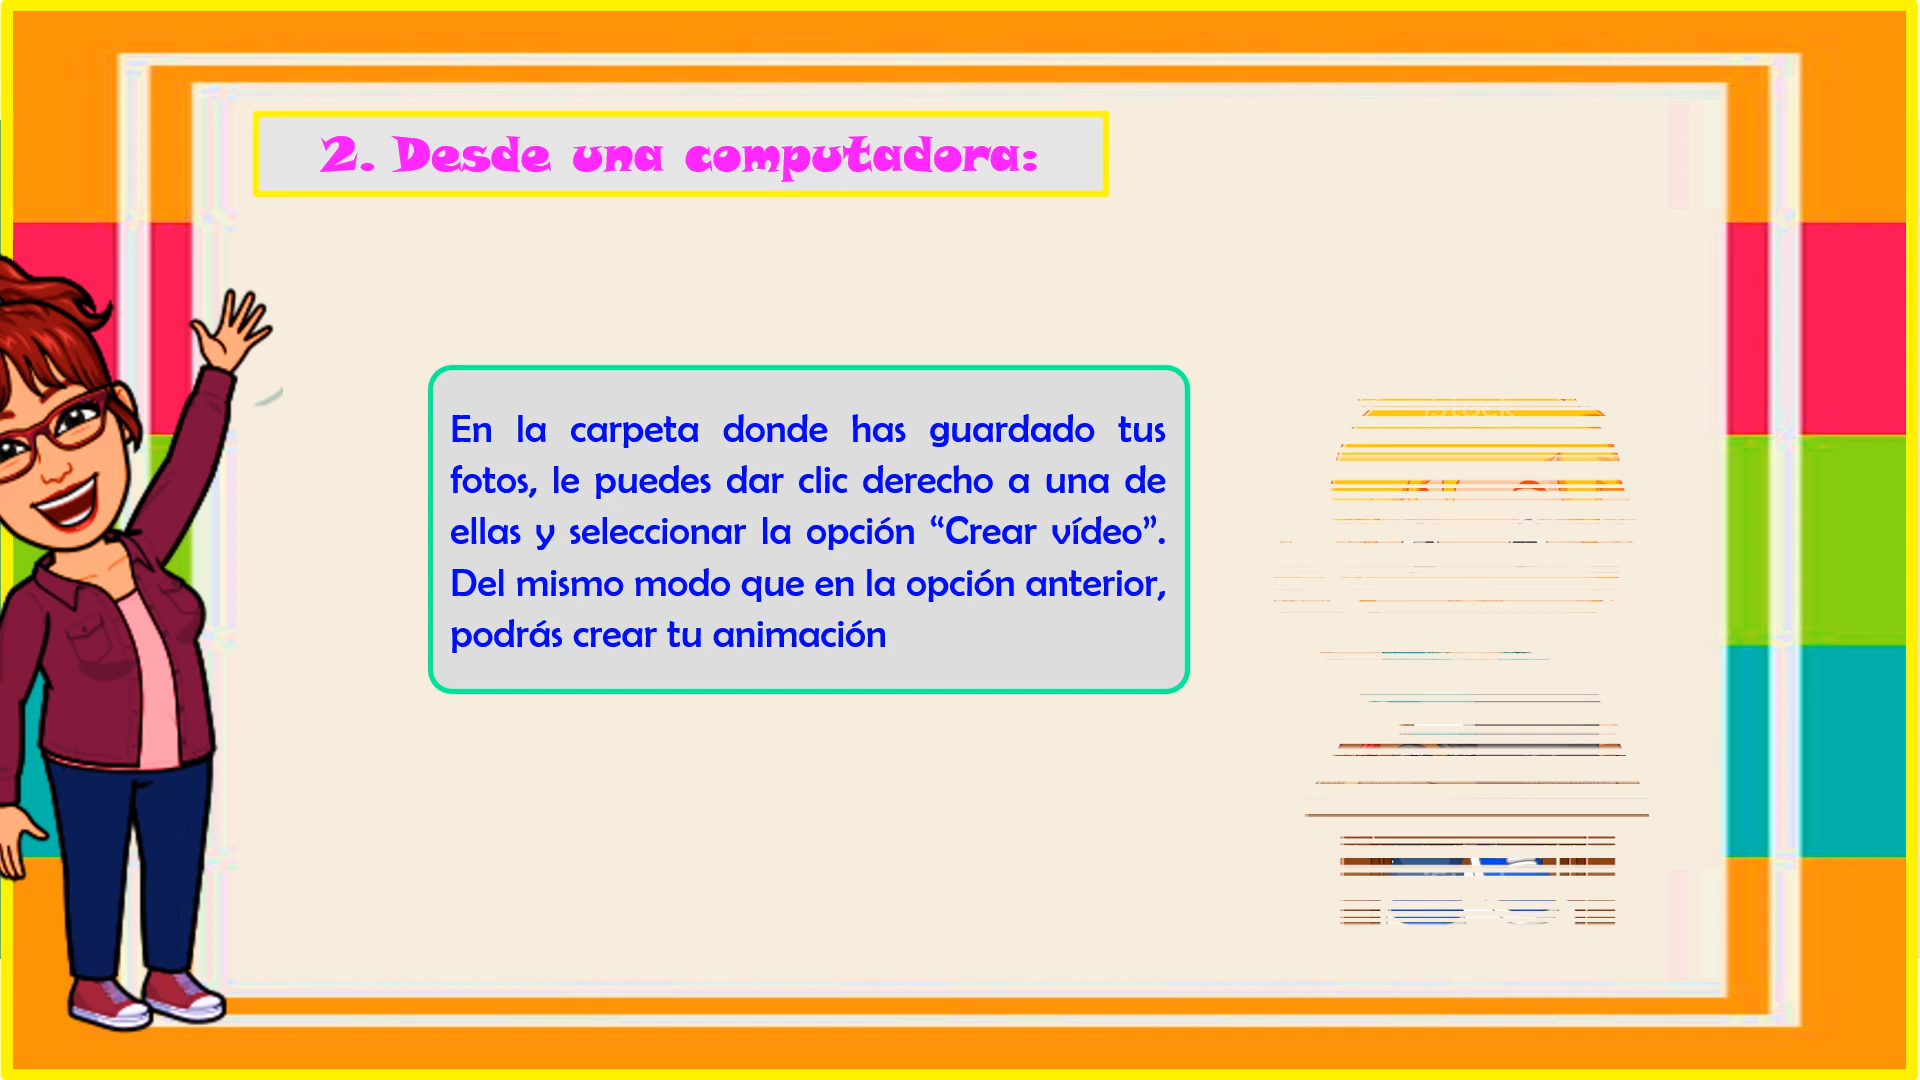 2. Desde una computadora:
En la carpeta donde has guardado tus
fotos, le puedes dar clic derecho a una de
ellas y seleccionar la opción “Crear vídeo”.
Del mismo modo que en la opción anterior,
podrás crear tu animación